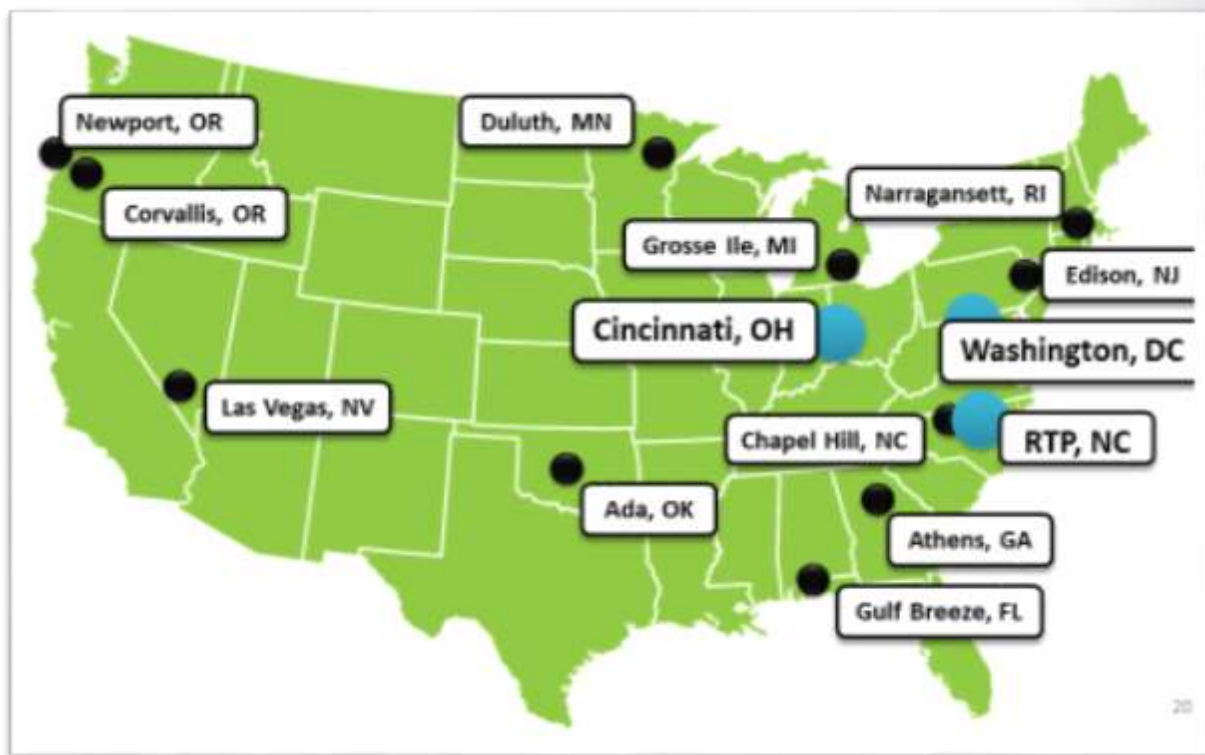 Newport, OR
Duluth, MN
Narragansett, RI
Corvallis, OR
Grosse Ile, MI
Edison, NJ
Cincinnati, OH
Washington, DC
Las Vegas, NV
Chapel Hill, NC
RTP, NC
Ada, OK
Athens, GA
Gulf Breeze, FL
20